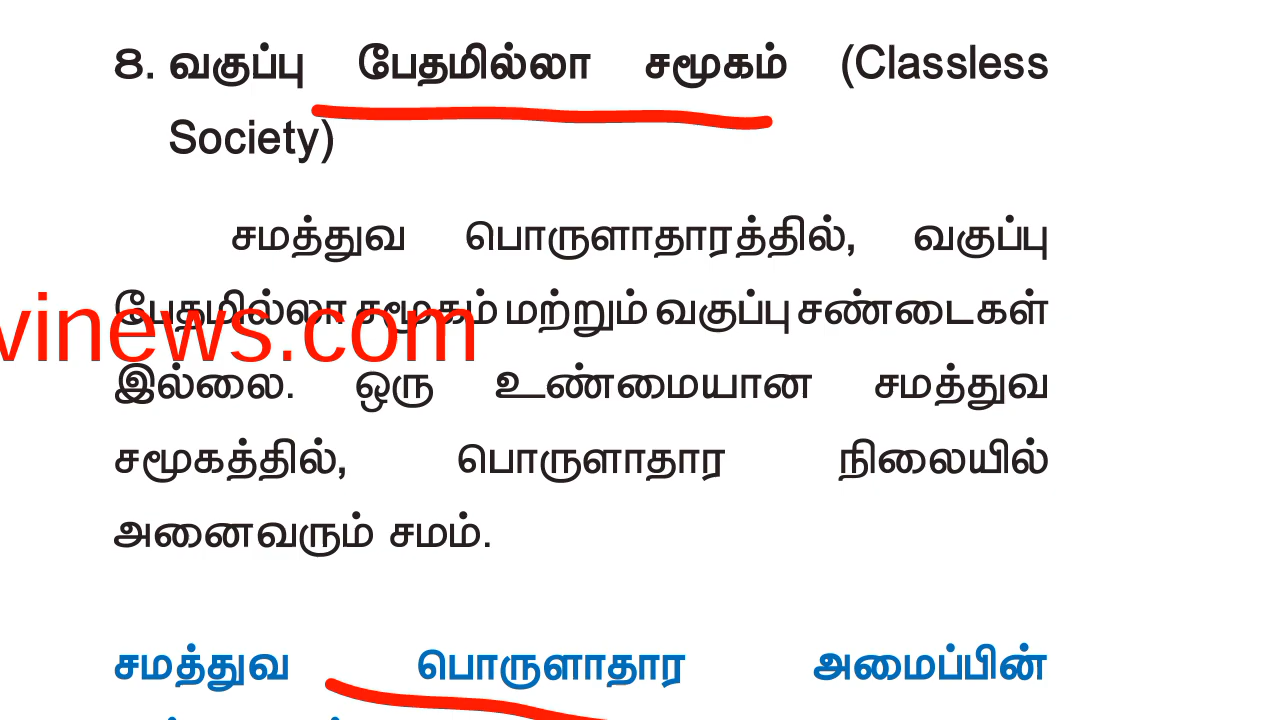 8. வகுப்பு பேதமில்லா சமூகம் (Classless
Society)
சமத்துவ பொருளாதாரத்தில், வகுப்பு
பேதமில்லா சமூகம் மற்றும் வகுப்பு சண்டைகள்
vinews.com
இல்லை. ஒரு உண்மையான சமத்துவ
சமூகத்தில், பொருளாதார நிலையில்
அனைவரும் சமம்.
சமத்துவ பொருளாதார அமைப்பின்